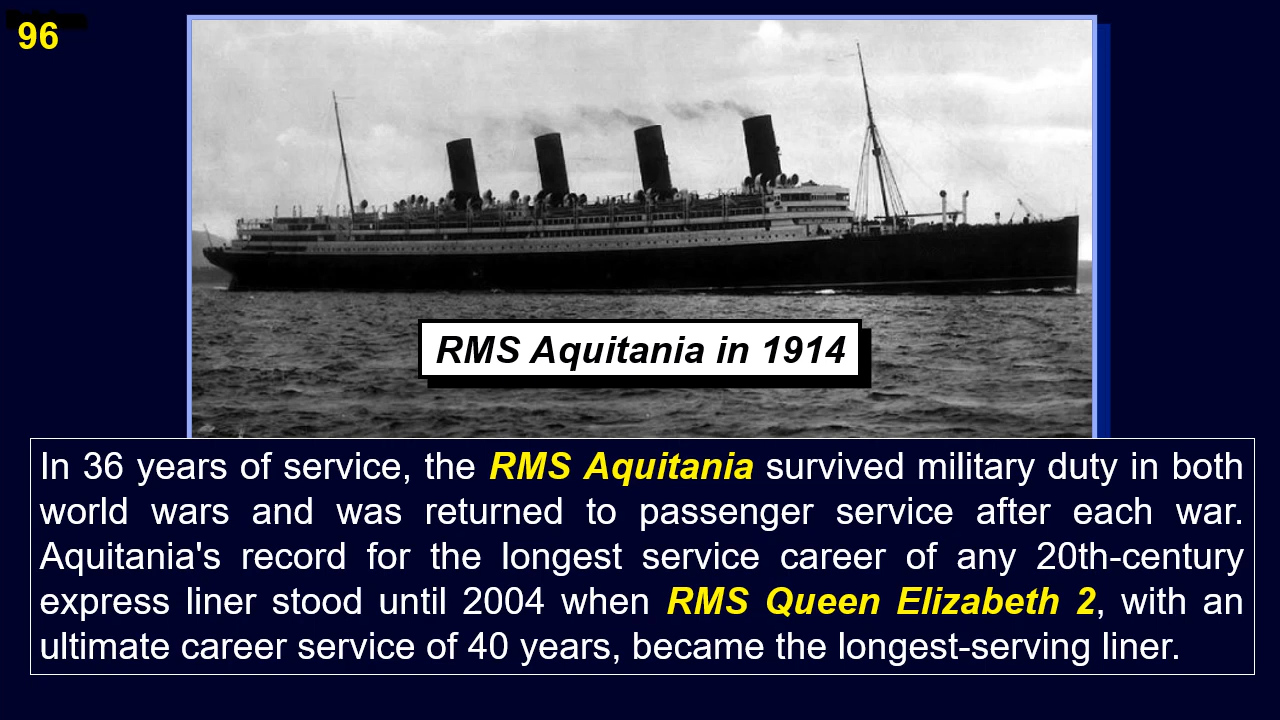 96
RMS Aquitania in 1914
In 36 years of service, the RMS Aquitania survived military duty in both
world wars and was returned to passenger service after each war.
Aquitania's record for the longest service career of any 20th-century
express liner stood until 2004 when RMS Queen Elizabeth 2, with an
ultimate career service of 40 years, became the longest-serving liner.